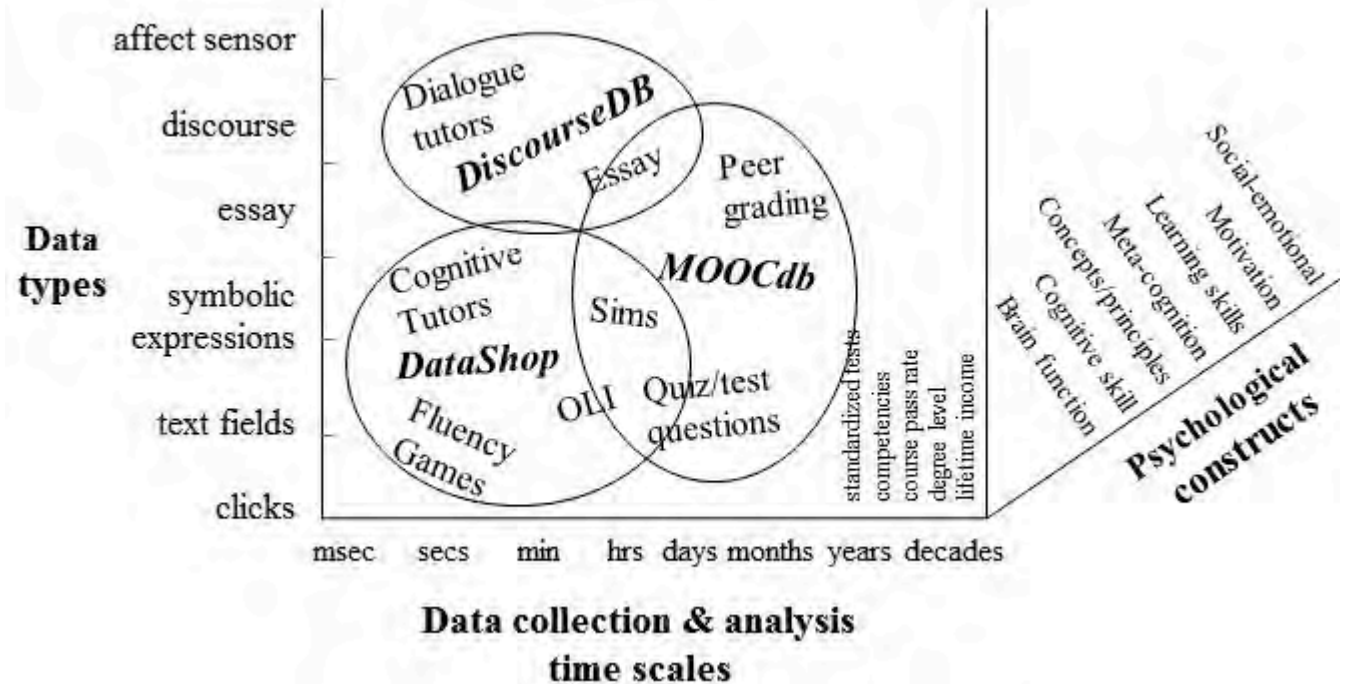 affect sensor
discourse
essay
symbolic
expressions
text fields
clicks
Data
types
Dialogue
tutors
DiscourseDB
Essay
Peer
grading
MOOCdb
Cognitive
Tutors
Sims
DataShop
OLI
Quiz/test
questions
Fluency
Games
standardized tests
competencies
course pass rate
degree level
lifetime income
msec secs min hrs days months years decades
Data collection & analysis
time scales
Brain function
Cognitive skill
Concepts/principles
Meta-cognition
Learning skills
Motivation
Social-emotional
Psychological
constructs